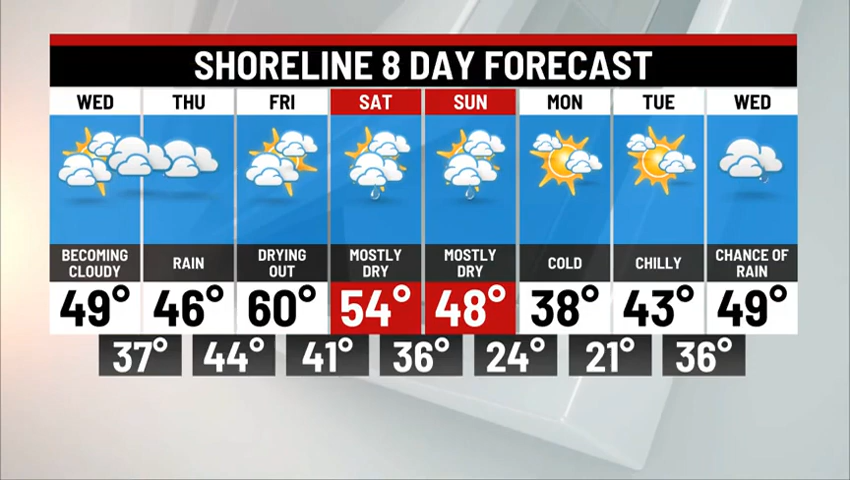 SHORELINE 8 DAY FORECAST
WED THU FRI SAT SUN MON TUE WED
BECOMING
CLOUDY
RAIN
DRYING
OUT
MOSTLY
DRY
MOSTLY
DRY
COLD
CHILLY
CHANCE OF
RAIN
49° 46° 60° 54° 48° 38° 43° 49°
37° 44° 41° 36° 24° 21° 36°